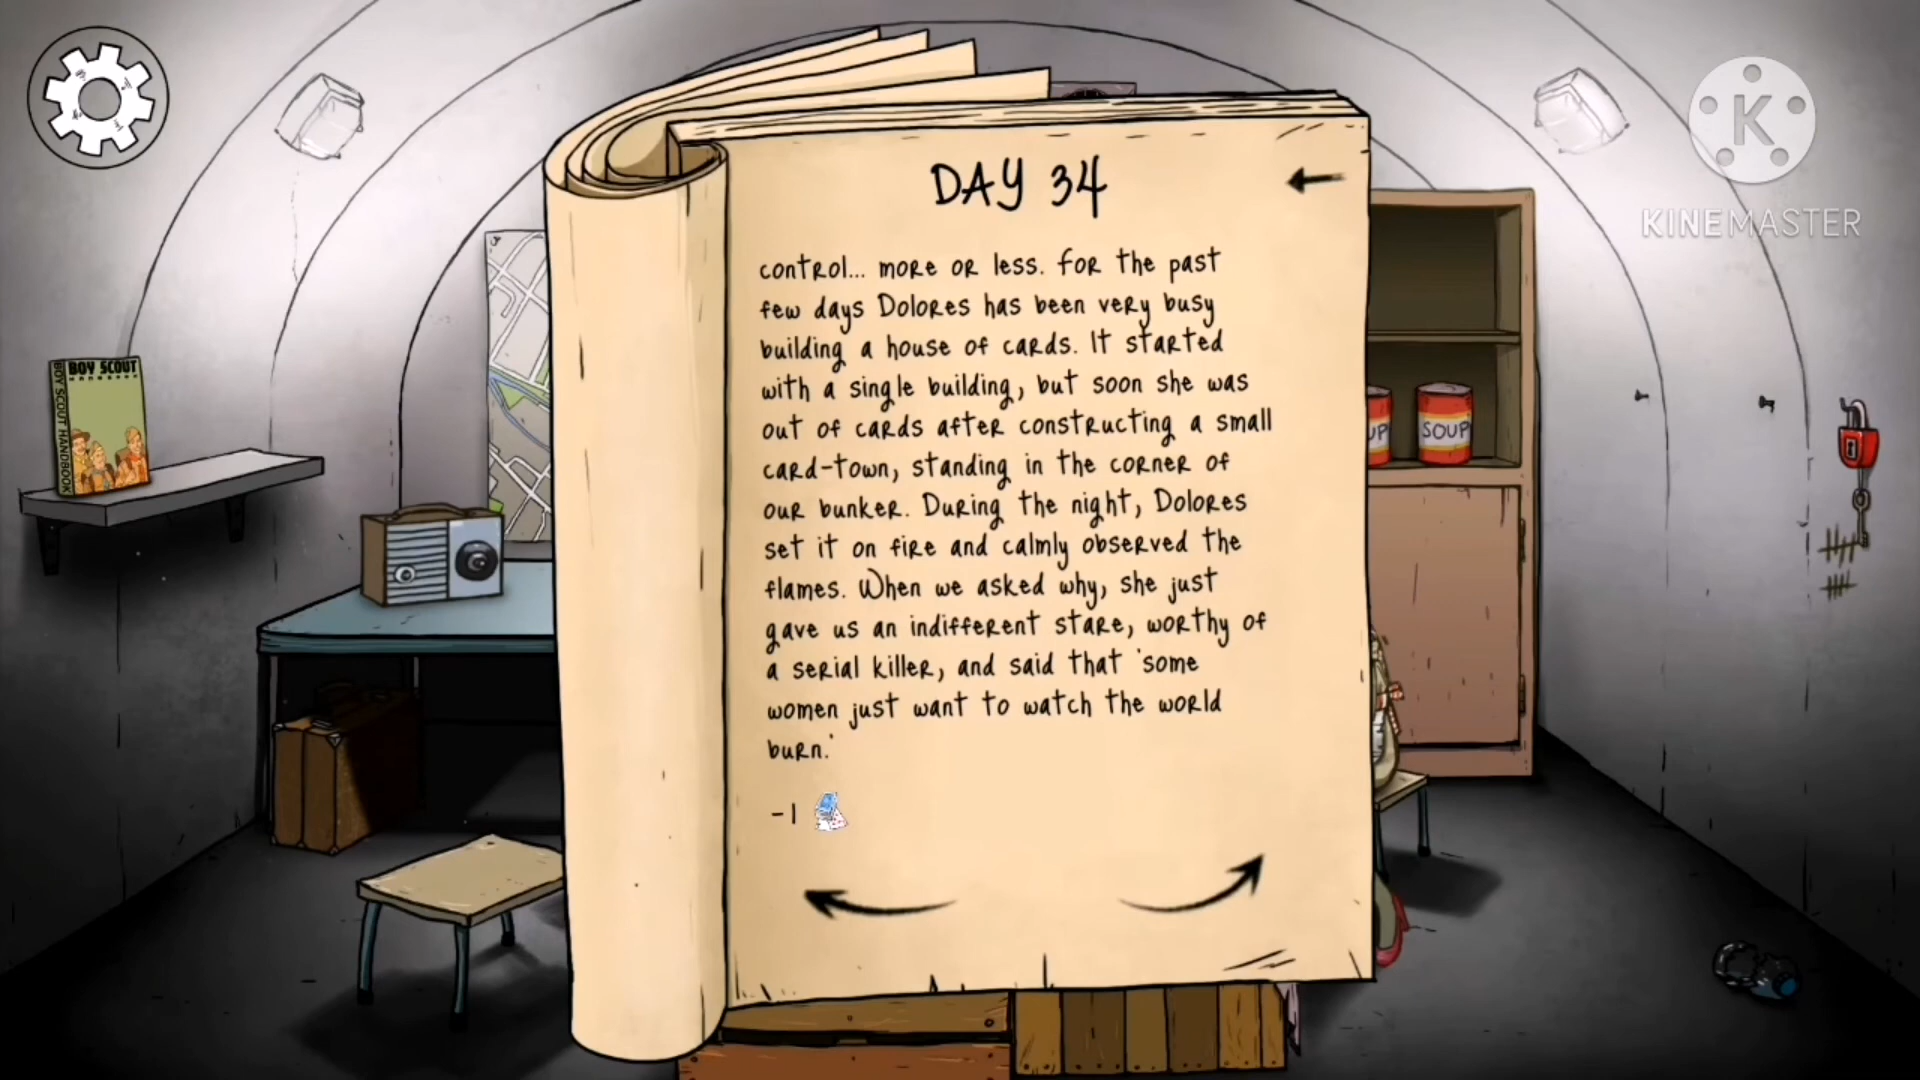 DAY 34
control... more or less. For the past
few days Dolores has been very busy
building a house of cards. It started
with a single building, but soon she was
out of cards after constructing a small
card-town, standing in the corner of
our bunker. During the night, Dolores
set it on fire and calmly observed the
flames. When we asked why, she just
gave us an indifferent stare, worthy of
a serial killer, and said that 'some
women just want to watch the world
burn.'
-1
BOY SCOUT
HANDBOOK
BOY SCOUT HANDBOOK
UP
SOUP
K
KINEMASTER